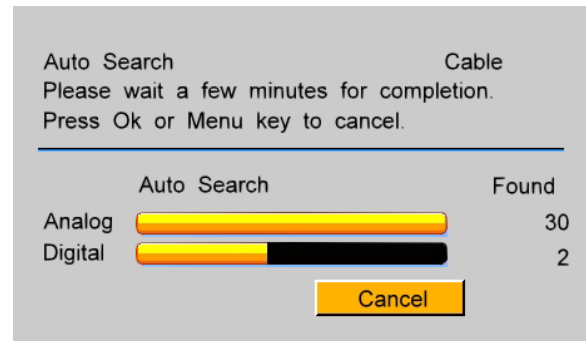 Auto Search Cable
Please wait a few minutes for completion.
Press Ok or Menu key to cancel.
Auto Search Found
Analog 30
Digital 2
Cancel